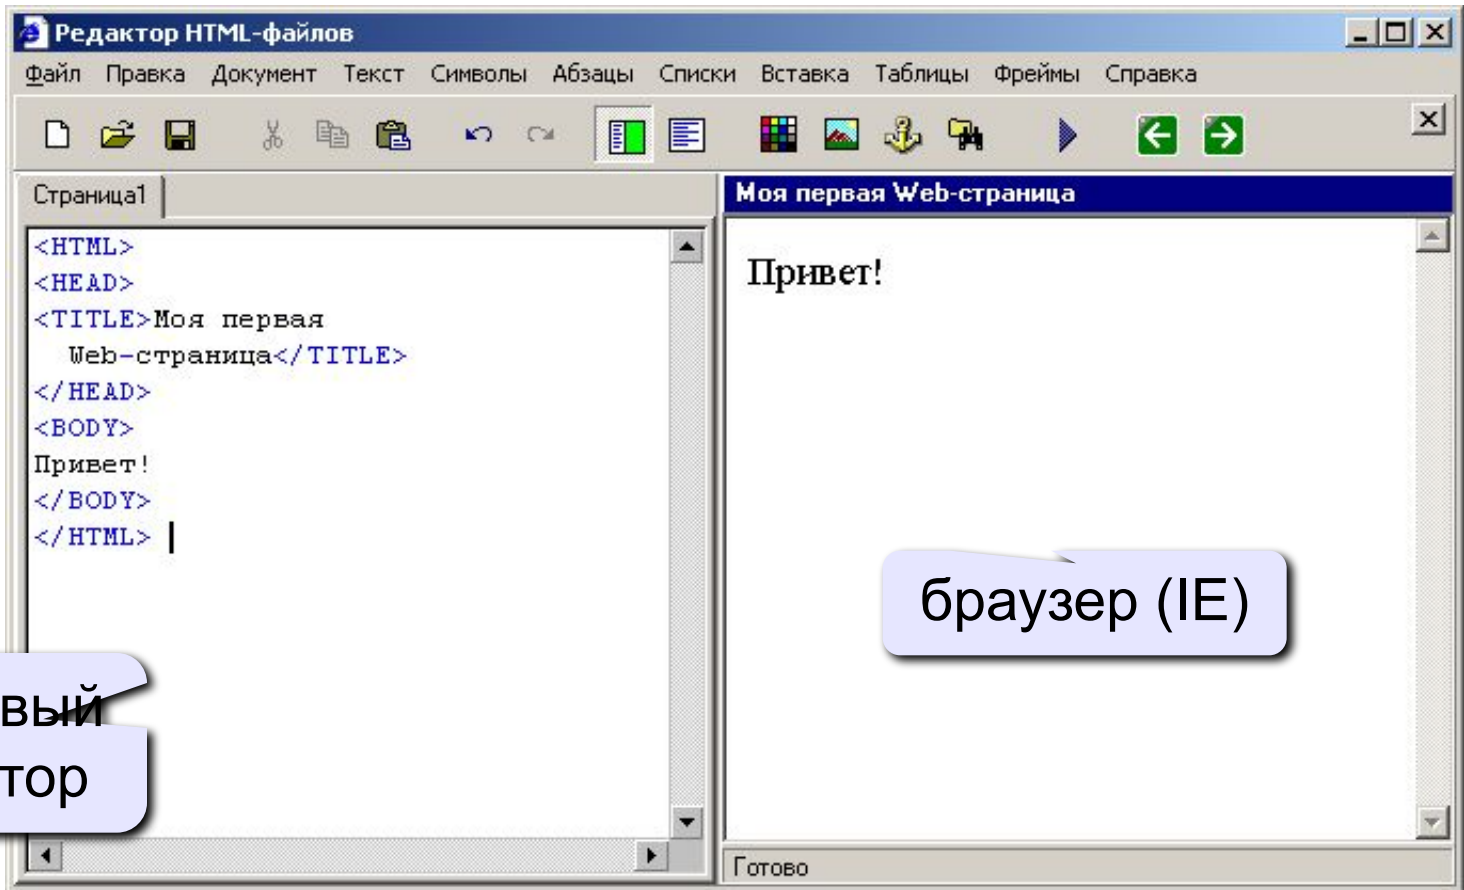 Редактор HTML-файлов
Файл Правка Документ Текст Символы Абзацы Списки Вставка Таблицы Фреймы Справка
Страница1
Моя первая Web-страница
<HTML>
<HEAD>
<TITLE>Моя первая
Web-страница</TITLE>
</HEAD>
<BODY>
Привет!
</BODY>
</HTML>
Привет!
браузер (IE)
вый
тор
Готово